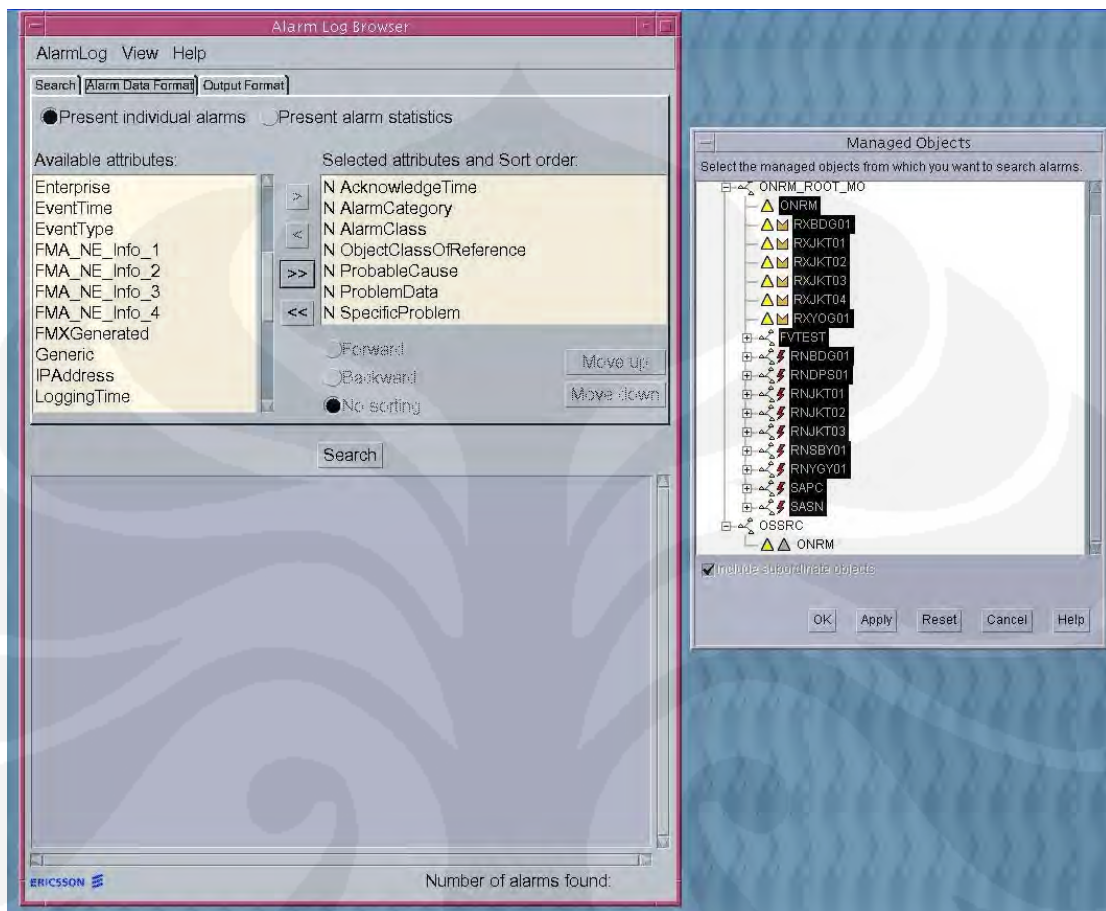 Alarm Log Browser
AlarmLog View Help
Search Alarm Data Format Output Format
Present individual alarms Present alarm statistics
Available attributes:
Enterprise
EventTime
EventType
FMA_NE_Info_1
FMA_NE_Info_2
FMA_NE_Info_3
FMA_NE_Info_4
FMXGenerated
Generic
IPAddress
LoggingTime
>
<
>>
<<
Selected attributes and Sort order:
N AcknowledgeTime
N AlarmCategory
N AlarmClass
N ObjectClassOfReference
N ProbableCause
N ProblemData
N SpecificProblem
Forward
Backward
No sorting
Move up
Move down
Search
ERICSSON
Number of alarms found:
Managed Objects
Select the managed objects from which you want to search alarms.
ONRM_ROOT_MO
ONRM
RXBDG01
RXJKT01
RXJKT02
RXJKT03
RXJKT04
RXYOG01
FVTEST
RNBDG01
RNDPS01
RNJKT01
RNJKT02
RNJKT03
RNSBY01
RNYGY01
SAPC
SASN
OSSRC
ONRM
Include subordinate objects
OK Apply Reset Cancel Help